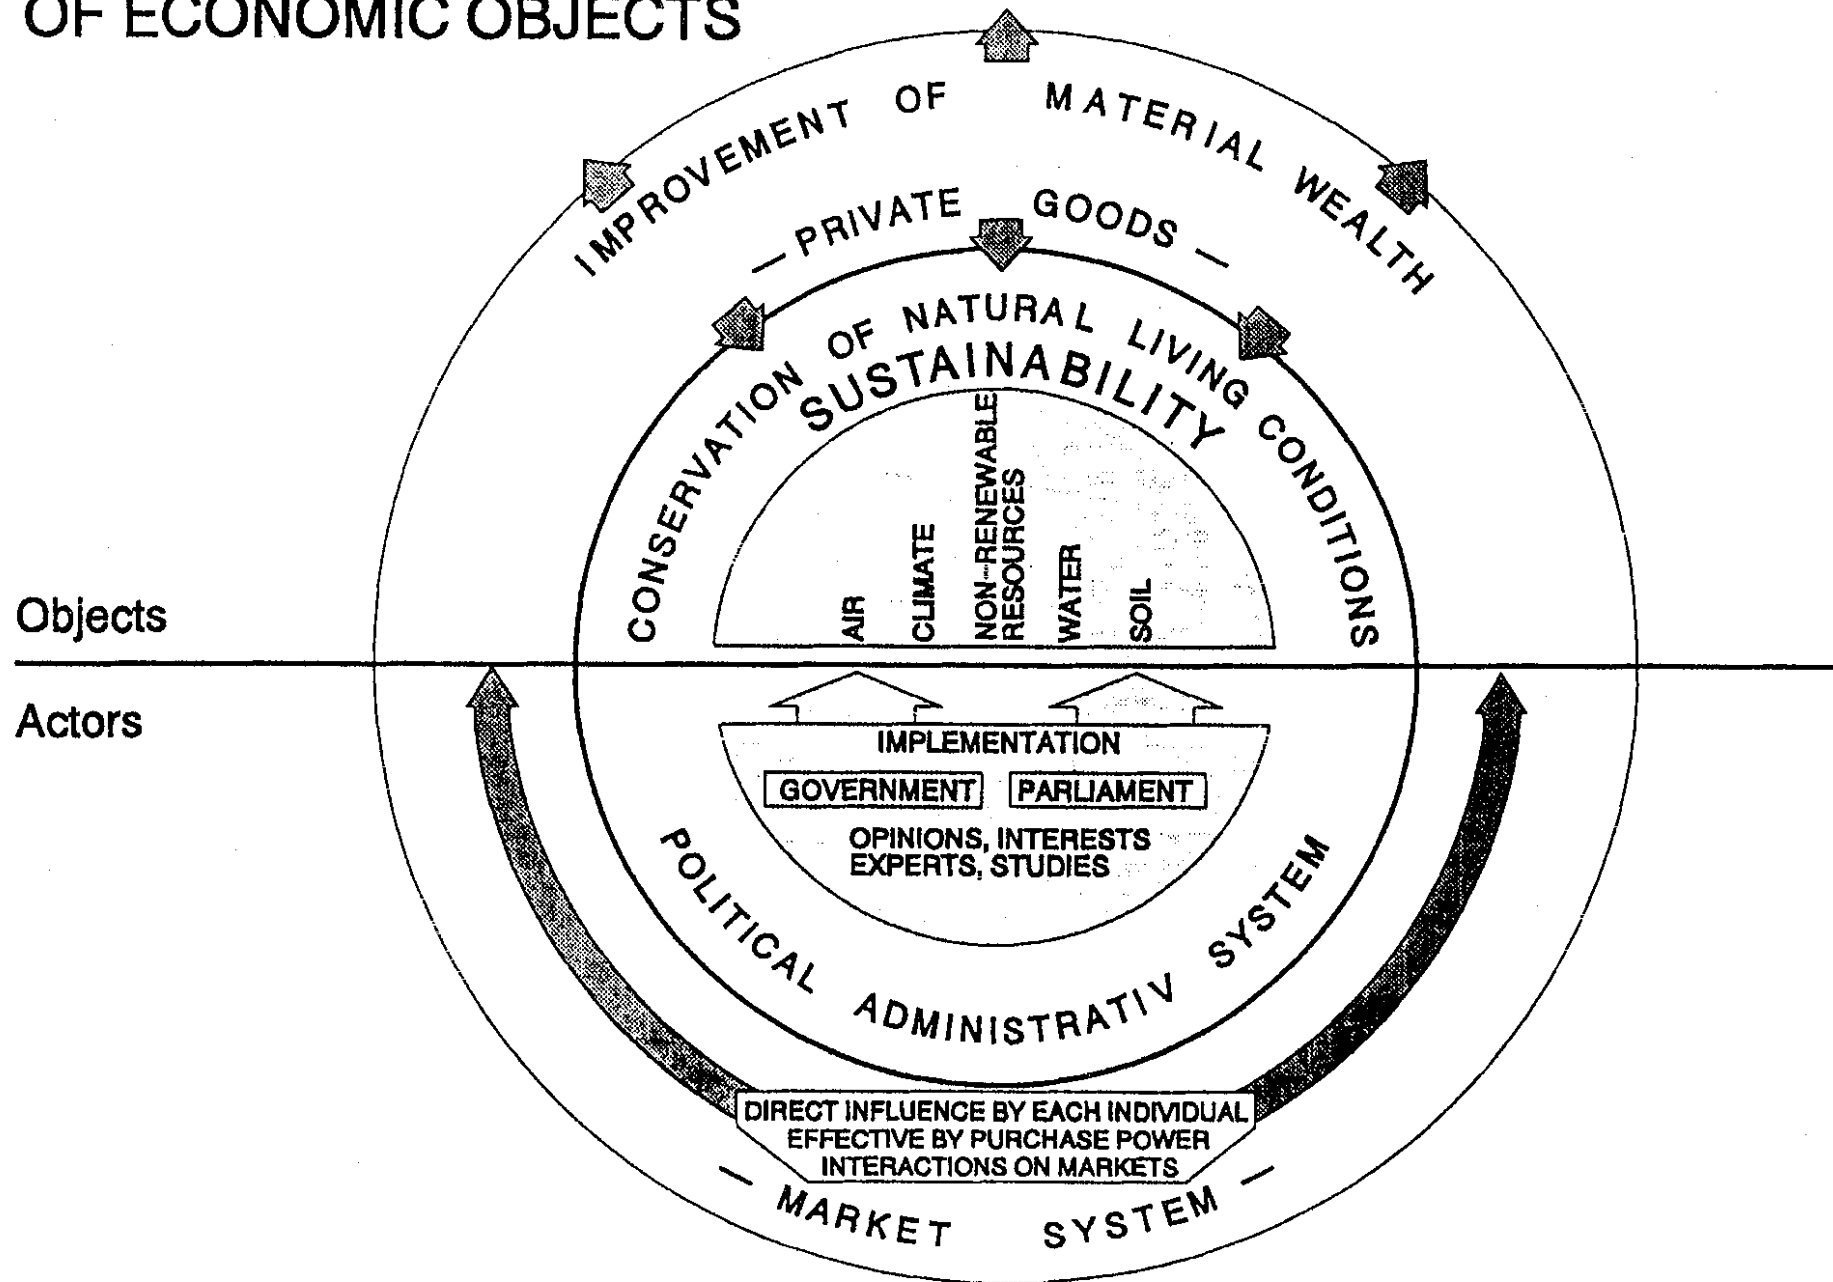 OF ECONOMIC OBJECTS
IMPROVEMENT OF MATERIAL WEALTH
— PRIVATE GOODS —
CONSERVATION OF NATURAL LIVING CONDITIONS
SUSTAINABILITY
AIR
CLIMATE
NON-RENEWABLE
RESOURCES
WATER
SOIL
Objects
Actors
IMPLEMENTATION
GOVERNMENT PARLIAMENT
OPINIONS, INTERESTS
EXPERTS, STUDIES
POLITICAL ADMINISTRATIV SYSTEM
DIRECT INFLUENCE BY EACH INDIVIDUAL
EFFECTIVE BY PURCHASE POWER
INTERACTIONS ON MARKETS
— MARKET SYSTEM —